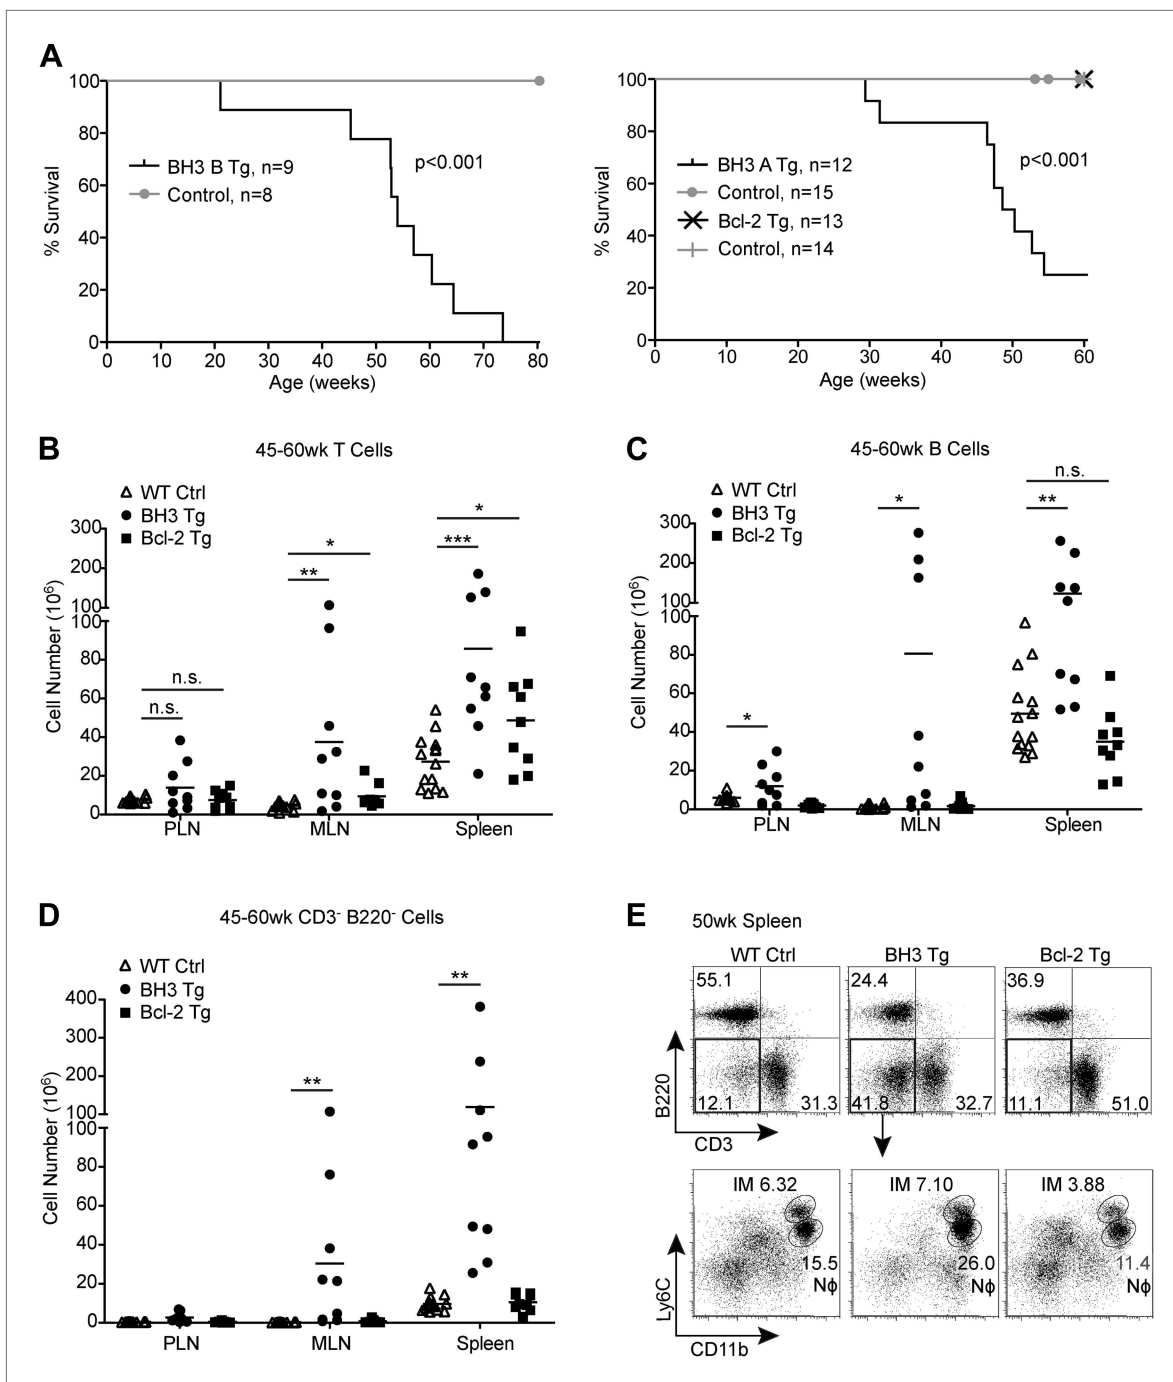 A
100
80
60
40
20
0
% Survival
BH3 B Tg, n=9
Control, n=8
p<0.001
0 10 20 30 40 50 60 70 80
Age (weeks)
100
80
60
40
20
0
% Survival
BH3 A Tg, n=12
Control, n=15
Bcl-2 Tg, n=13
Control, n=14
p<0.001
0 10 20 30 40 50 60
Age (weeks)
B
45-60wk T Cells
WT Ctrl
BH3 Tg
Bcl-2 Tg
300
200
100
100
80
60
40
20
0
Cell Number (10⁶)
n.s.
n.s.
*
**
*
***
PLN MLN Spleen
C
45-60wk B Cells
WT Ctrl
BH3 Tg
Bcl-2 Tg
300
200
100
100
80
60
40
20
0
Cell Number (10⁶)
*
*
n.s.
**
PLN MLN Spleen
D
45-60wk CD3⁻ B220⁻ Cells
WT Ctrl
BH3 Tg
Bcl-2 Tg
400
300
200
100
100
80
60
40
20
0
Cell Number (10⁶)
**
**
PLN MLN Spleen
E
50wk Spleen
WT Ctrl BH3 Tg Bcl-2 Tg
55.1 24.4 36.9
12.1 31.3 41.8 32.7 11.1 51.0
B220
CD3
IM 6.32 IM 7.10 IM 3.88
15.5 26.0 11.4
Nϕ Nϕ Nϕ
Ly6C
CD11b